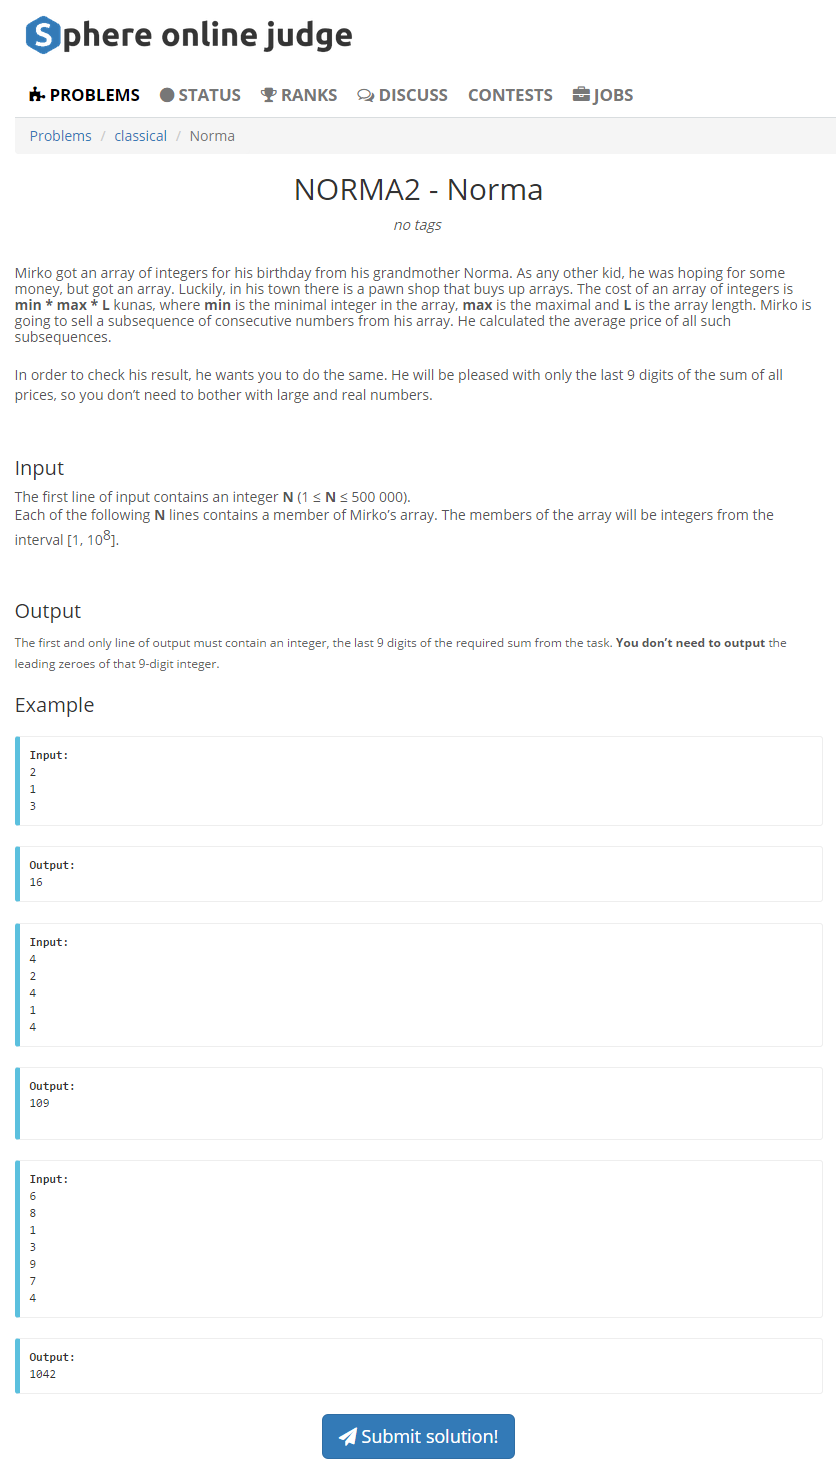 Sphere online judge
PROBLEMS STATUS RANKS DISCUSS CONTESTS JOBS
Problems / classical / Norma
NORMA2 - Norma
no tags
Mirko got an array of integers for his birthday from his grandmother Norma. As any other kid, he was hoping for some
money, but got an array. Luckily, in his town there is a pawn shop that buys up arrays. The cost of an array of integers is
min * max * L kunas, where min is the minimal integer in the array, max is the maximal and L is the array length. Mirko is
going to sell a subsequence of consecutive numbers from his array. He calculated the average price of all such
subsequences.
In order to check his result, he wants you to do the same. He will be pleased with only the last 9 digits of the sum of all
prices, so you don’t need to bother with large and real numbers.
Input
The first line of input contains an integer N (1 ≤ N ≤ 500 000).
Each of the following N lines contains a member of Mirko’s array. The members of the array will be integers from the
interval [1, 10⁸].
Output
The first and only line of output must contain an integer, the last 9 digits of the required sum from the task. You don’t need to output the
leading zeroes of that 9-digit integer.
Example
Input:
2
1
3
Output:
16
Input:
4
2
4
1
4
Output:
109
Input:
6
8
1
3
9
7
4
Output:
1042
Submit solution!